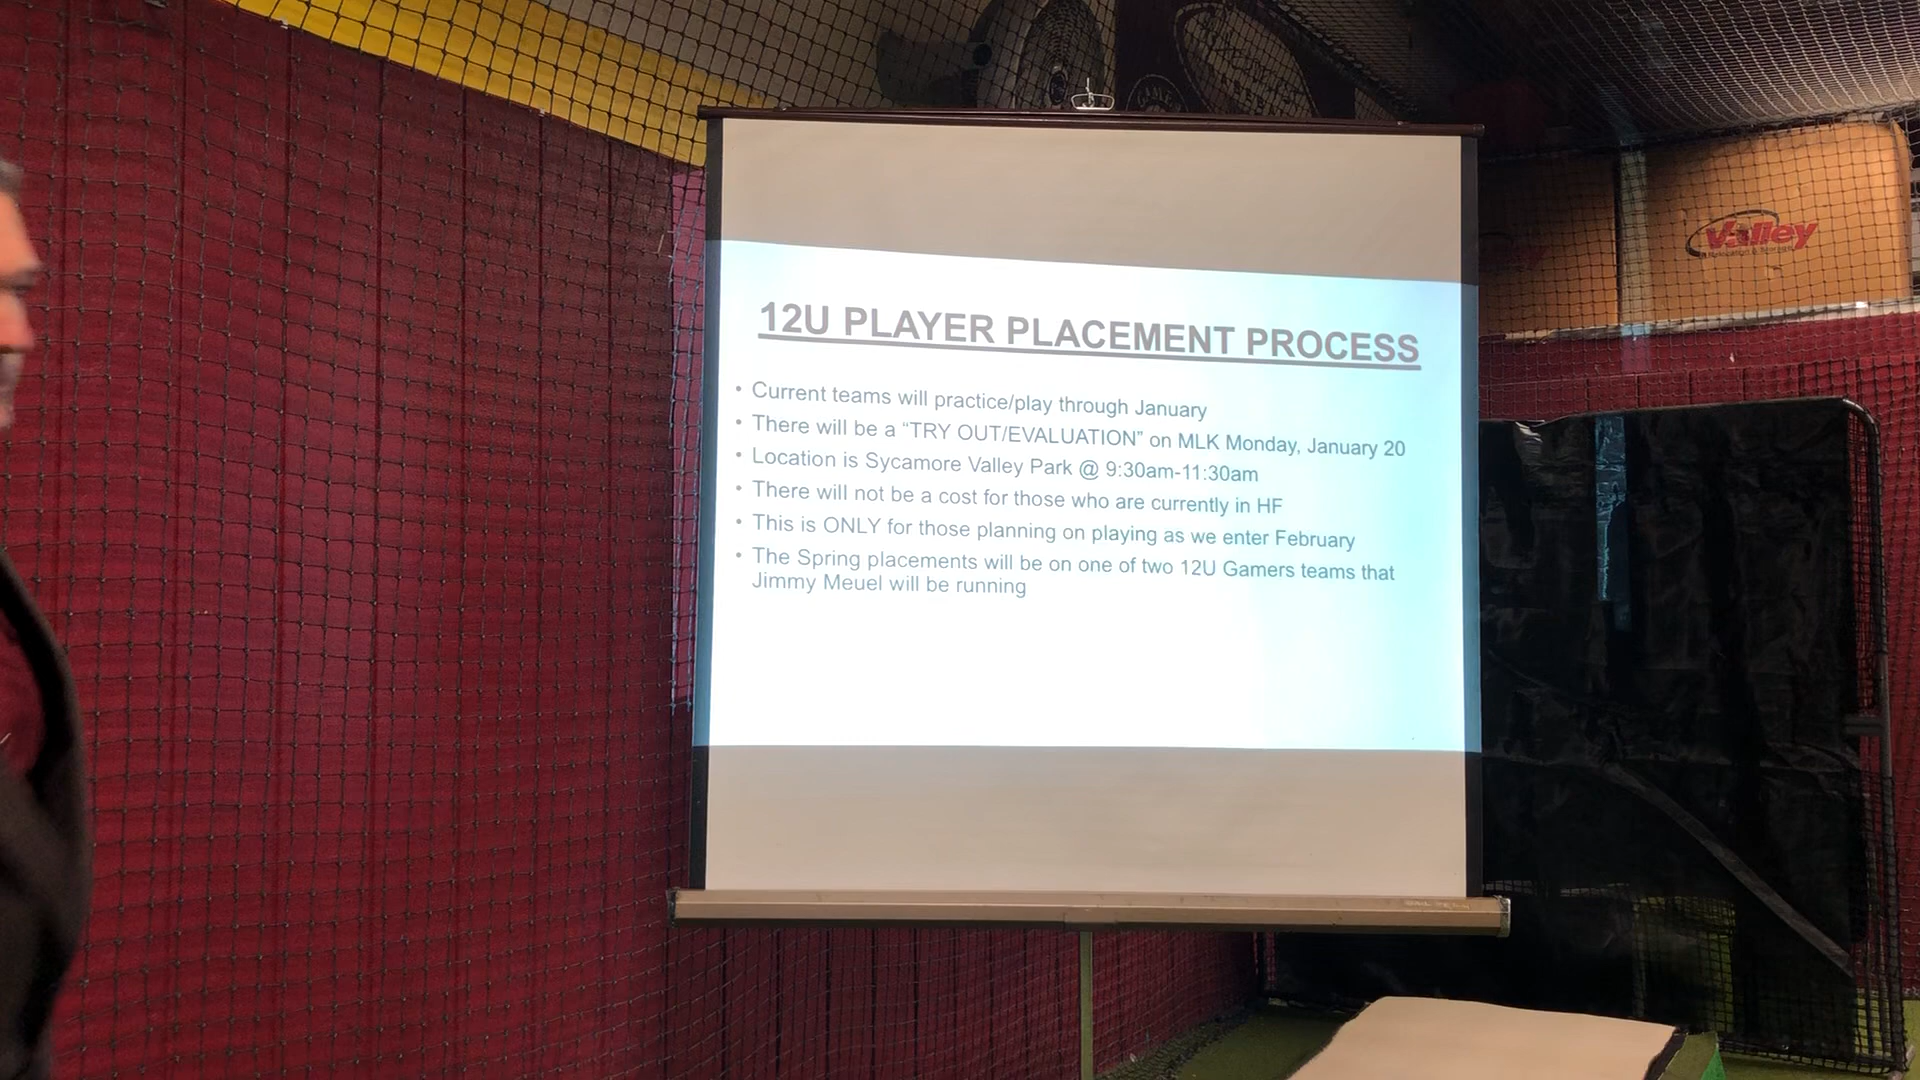 Valley
12U PLAYER PLACEMENT PROCESS
• Current teams will practice/play through January
• There will be a “TRY OUT/EVALUATION” on MLK Monday, January 20
• Location is Sycamore Valley Park @ 9:30am-11:30am
• There will not be a cost for those who are currently in HF
• This is ONLY for those planning on playing as we enter February
• The Spring placements will be on one of two 12U Gamers teams that
Jimmy Meuel will be running